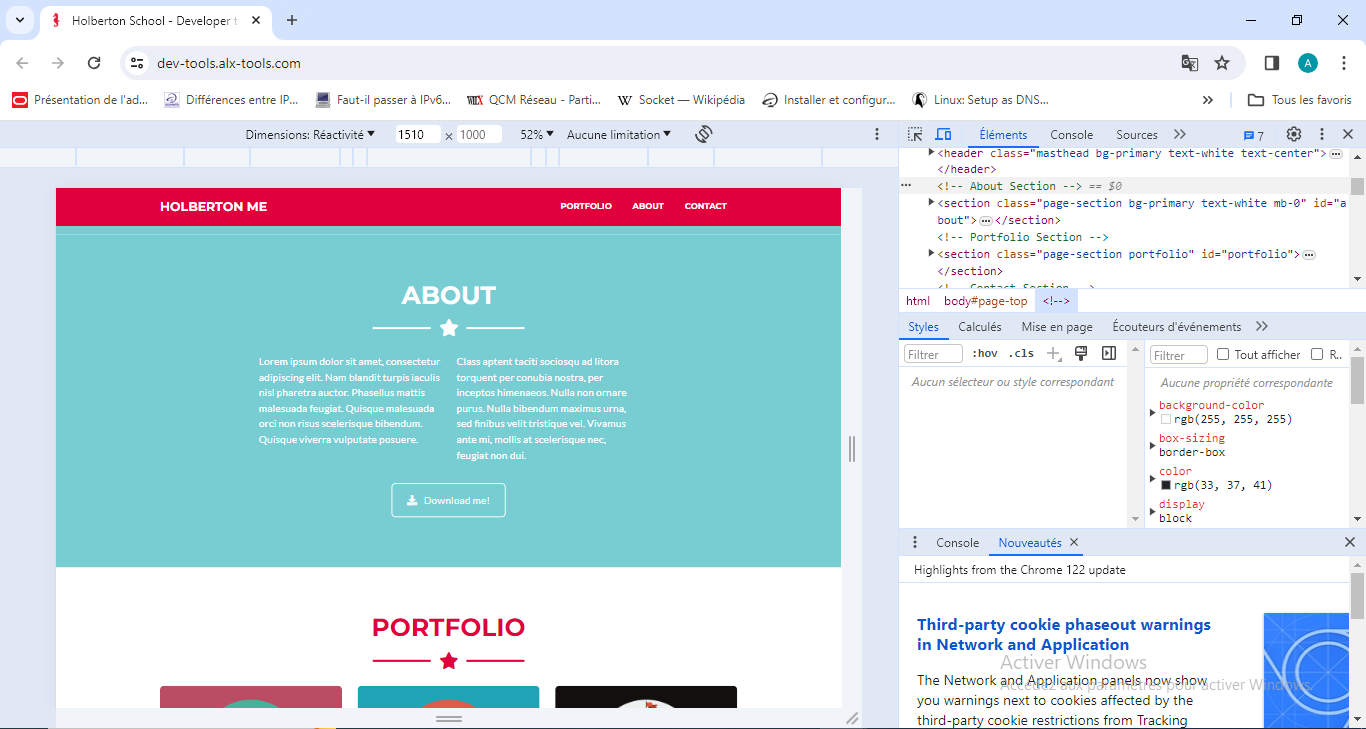 Holberton School - Developer t
dev-tools.alx-tools.com
A
Présentation de l'ad...
Différences entre IP...
Faut-il passer à IPv6...
QCM Réseau - Parti...
Socket — Wikipédia
Installer et configur...
Linux: Setup as DNS...
Tous les favoris
Dimensions: Réactivité
1510
x
1000
52%
Aucune limitation
Éléments
Console
Sources
7
<header class="masthead bg-primary text-white text-center">
</header>
<!-- About Section --> == $0
<section class="page-section bg-primary text-white mb-0" id="a
bout"> </section>
<!-- Portfolio Section -->
<section class="page-section portfolio" id="portfolio">
</section>
<!-- Contact Section -->
html
body#page-top
<!-->
Styles
Calculés
Mise en page
Écouteurs d'événements
Filtrer
:hov
.cls
Aucun sélecteur ou style correspondant
Filtrer
Tout afficher
R..
Aucune propriété correspondante
background-color
rgb(255, 255, 255)
box-sizing
border-box
color
rgb(33, 37, 41)
display
block
Console
Nouveautés
Highlights from the Chrome 122 update
Third-party cookie phaseout warnings
in Network and Application
The Network and Application panels now show
you warnings next to cookies affected by the
third-party cookie restrictions from Tracking
Activer Windows
Accédez aux paramètres pour activer Windows.
HOLBERTON ME
PORTFOLIO
ABOUT
CONTACT
ABOUT
Lorem ipsum dolor sit amet, consectetur
adipiscing elit. Nam blandit turpis iaculis
nisl pharetra auctor. Phasellus mattis
malesuada feugiat. Quisque malesuada
orci non risus scelerisque bibendum.
Quisque viverra vulputate posuere.
Class aptent taciti sociosqu ad litora
torquent per conubia nostra, per
inceptos himenaeos. Nulla non ornare
purus. Nulla bibendum maximus urna,
sed finibus velit tristique vel. Vivamus
ante mi, mollis at scelerisque nec,
feugiat non dui.
Download me!
PORTFOLIO